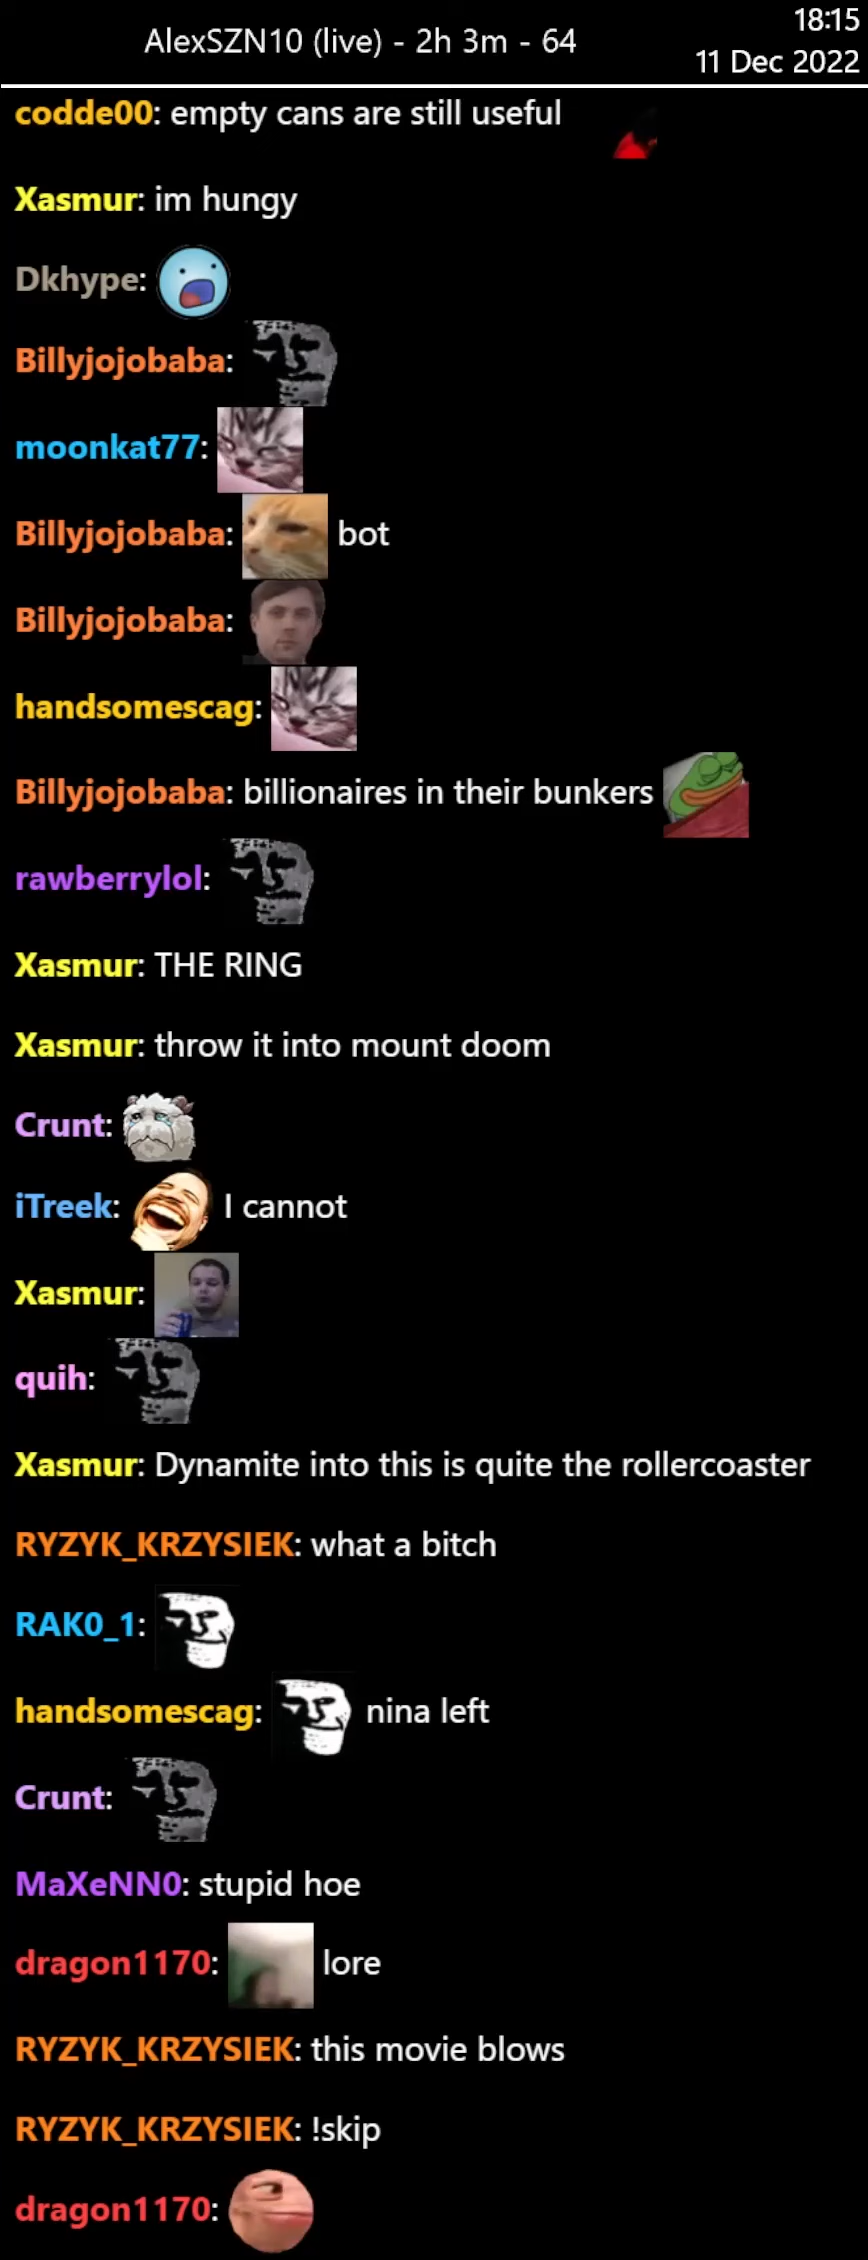 18:15
AlexSZN10 (live) - 2h 3m - 64
11 Dec 2022
codde00: empty cans are still useful
Xasmur: im hungy
Dkhype:
Billyjojobaba:
moonkat77:
Billyjojobaba: bot
Billyjojobaba:
handsomescag:
Billyjojobaba: billionaires in their bunkers
rawberrylol:
Xasmur: THE RING
Xasmur: throw it into mount doom
Crunt:
iTreek: I cannot
Xasmur:
quih:
Xasmur: Dynamite into this is quite the rollercoaster
RYZYK_KRZYSIEK: what a bitch
RAK0_1:
handsomescag: nina left
Crunt:
MaXeNN0: stupid hoe
dragon1170: lore
RYZYK_KRZYSIEK: this movie blows
RYZYK_KRZYSIEK: !skip
dragon1170: